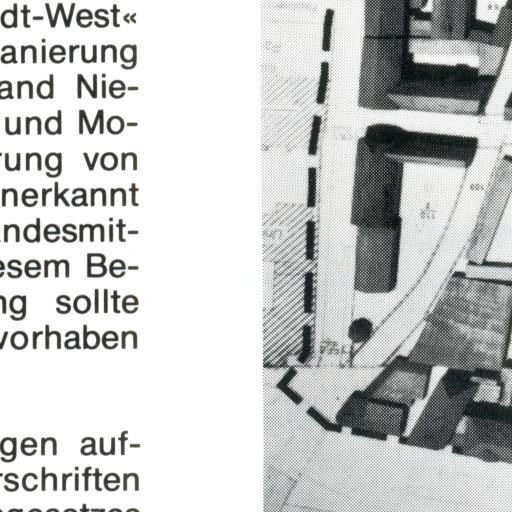 dt-West«
anierung
and Nie-
und Mo-
rung von
nerkannt
andesmit-
esem Be-
ng sollte
vorhaben
gen auf-
rschriften